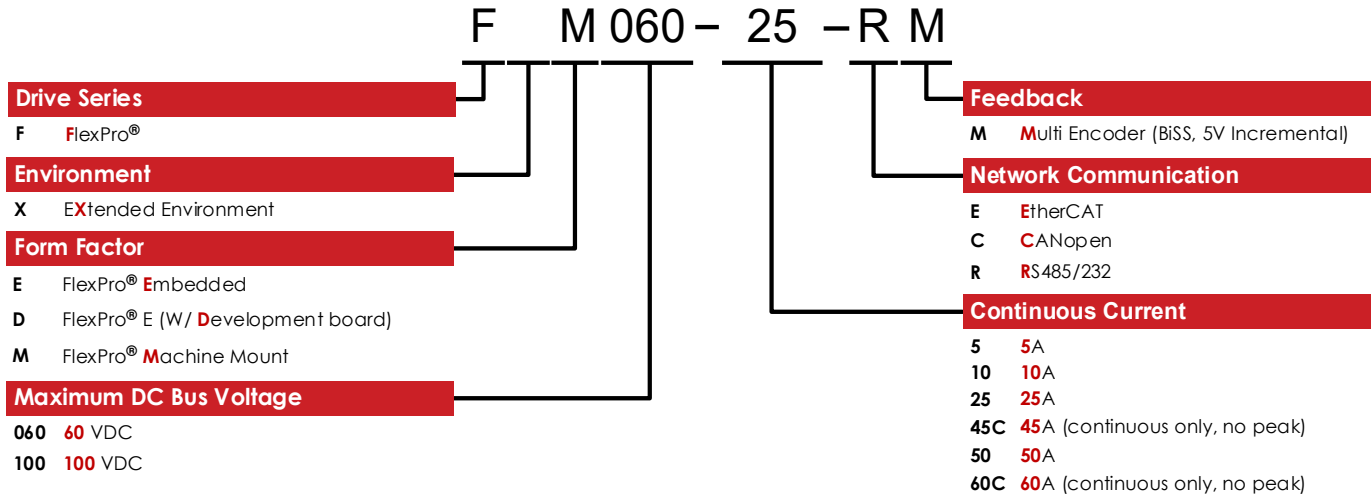 F M 060 – 25 – R M
Drive Series
F FlexPro®
Environment
X EXtended Environment
Form Factor
E FlexPro® Embedded
D FlexPro® E (W/ Development board)
M FlexPro® Machine Mount
Maximum DC Bus Voltage
060 60 VDC
100 100 VDC
Feedback
M Multi Encoder (BiSS, 5V Incremental)
Network Communication
E EtherCAT
C CANopen
R RS485/232
Continuous Current
5 5A
10 10A
25 25A
45C 45A (continuous only, no peak)
50 50A
60C 60A (continuous only, no peak)